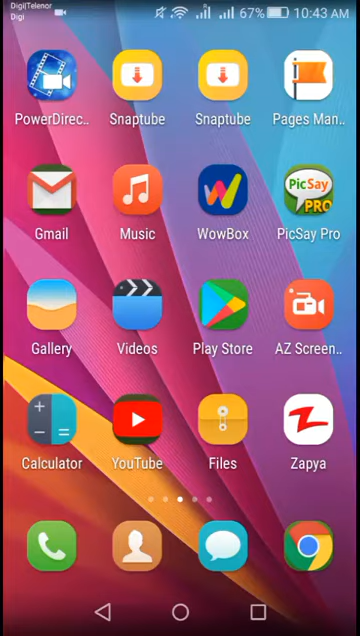 Digi|Telenor
Digi
67% 10:43 AM
PowerDirec.. Snaptube Snaptube Pages Man..
PicSay
PRO
Gmail Music WowBox PicSay Pro
Gallery Videos Play Store AZ Screen..
Calculator YouTube Files Zapya